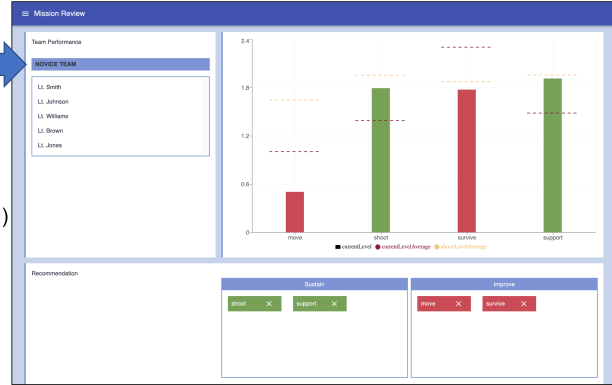 Mission Review
Team Performance
NOVICE TEAM
Lt. Smith
Lt. Johnson
Lt. Williams
Lt. Brown
Lt. Jones
)
2.4
1.8
1.2
0.6
0
move shoot survive support
currentLevel currentLevelAverage aboveLevelAverage
Recommendation
Sustain Improve
shoot support move survive